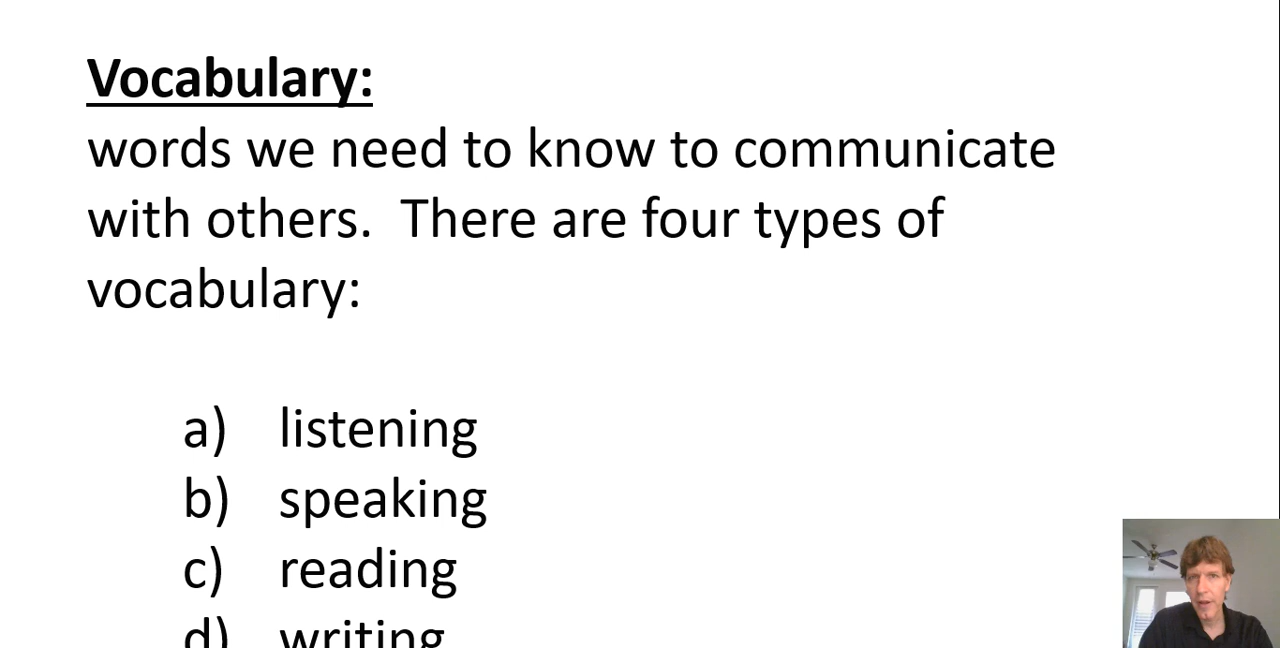 Vocabulary:
words we need to know to communicate
with others.  There are four types of
vocabulary:
a) listening
b) speaking
c) reading
d) writing